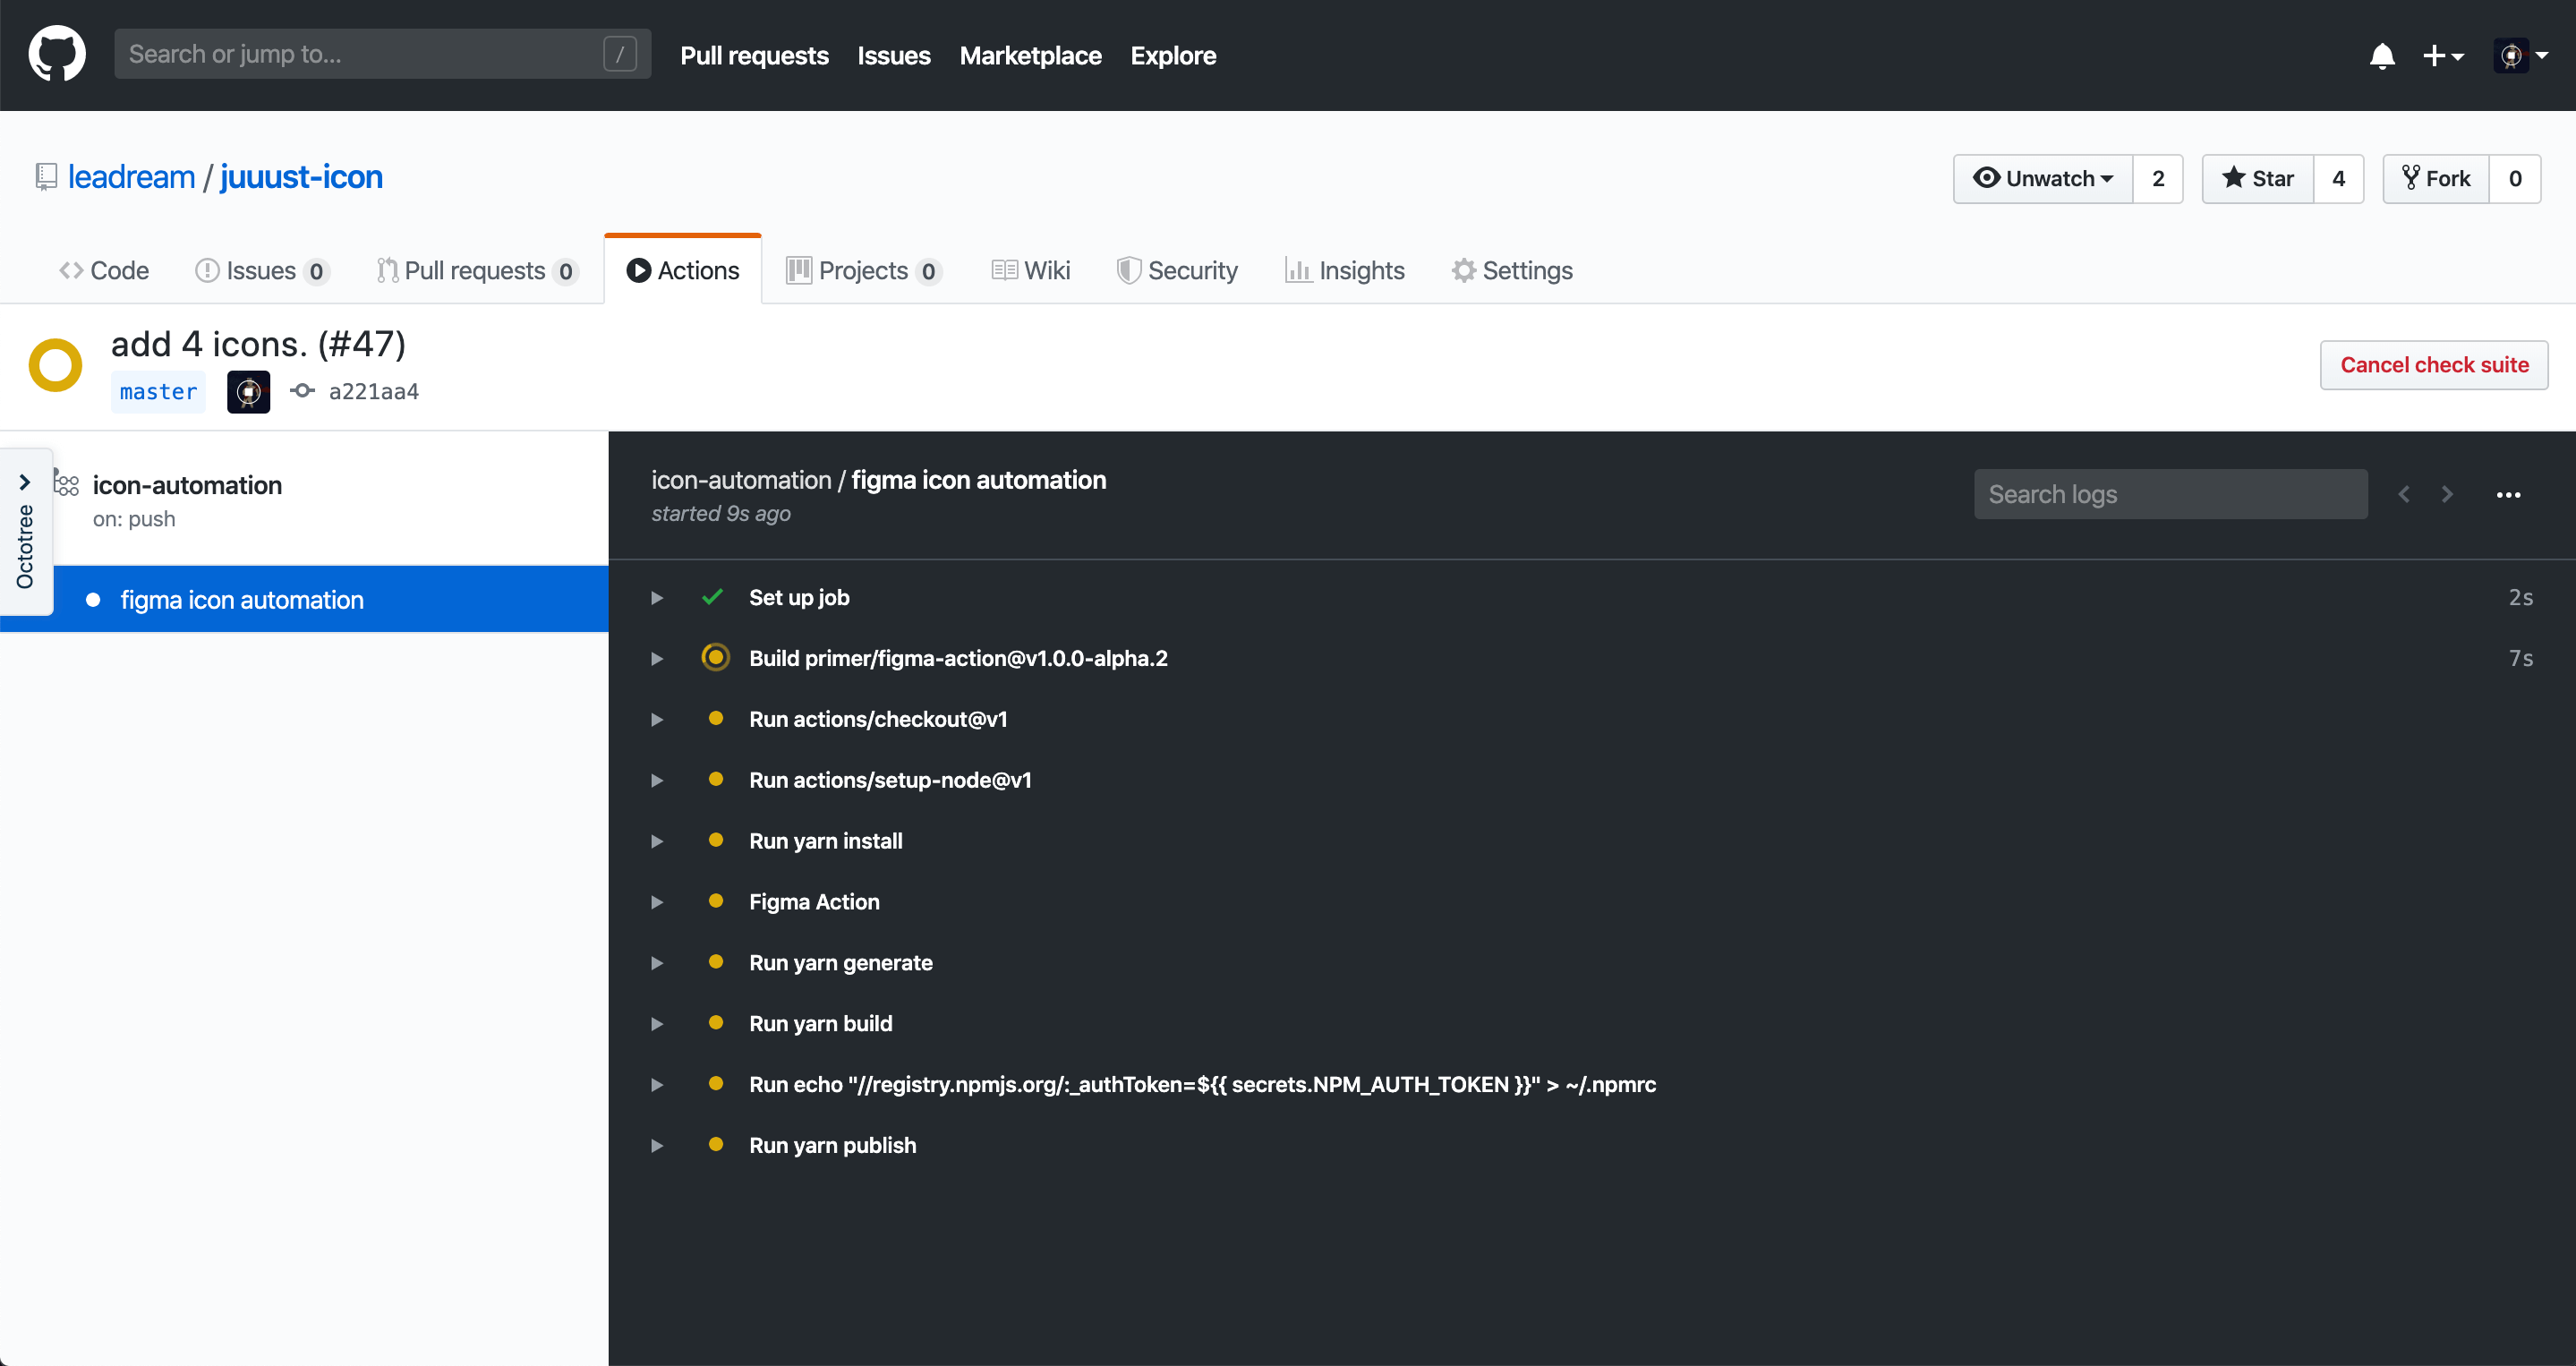 Search or jump to... /
Pull requests Issues Marketplace Explore
leadream / juuust-icon
Unwatch 2 Star 4 Fork 0
Code Issues 0 Pull requests 0 Actions Projects 0 Wiki Security Insights Settings
add 4 icons. (#47)
master a221aa4
Cancel check suite
Octotree
icon-automation
on: push
figma icon automation
icon-automation / figma icon automation
started 9s ago
Search logs
Set up job 2s
Build primer/figma-action@v1.0.0-alpha.2 7s
Run actions/checkout@v1
Run actions/setup-node@v1
Run yarn install
Figma Action
Run yarn generate
Run yarn build
Run echo "//registry.npmjs.org/:_authToken=${{ secrets.NPM_AUTH_TOKEN }}" > ~/.npmrc
Run yarn publish